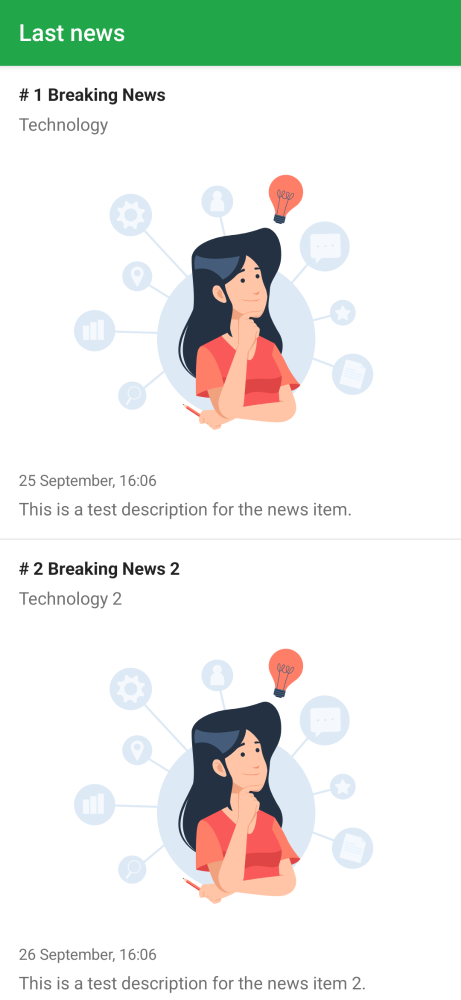 Last news
# 1 Breaking News
Technology
25 September, 16:06
This is a test description for the news item.
# 2 Breaking News 2
Technology 2
26 September, 16:06
This is a test description for the news item 2.